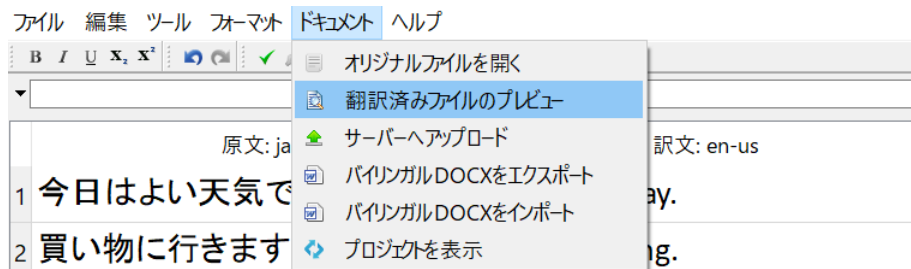 ファイル 編集 ツール フォーマット ドキュメント ヘルプ
B I U X₂ X²
オリジナルファイルを開く
翻訳済みファイルのプレビュー
サーバーへアップロード
原文: ja
訳文: en-us
バイリンガルDOCXをエクスポート
1 今日はよい天気で
ay.
バイリンガルDOCXをインポート
2 買い物に行きます
プロジェクトを表示
ng.